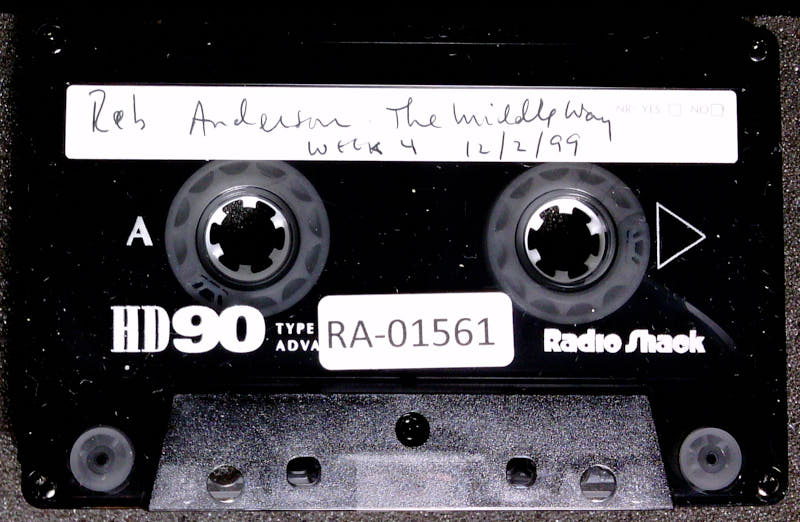 Reb Anderson. The Middle Way
NR- YES NO
Week 4 12/2/99
A
HD90
TYPE
ADVA
RA-01561
Radio Shack